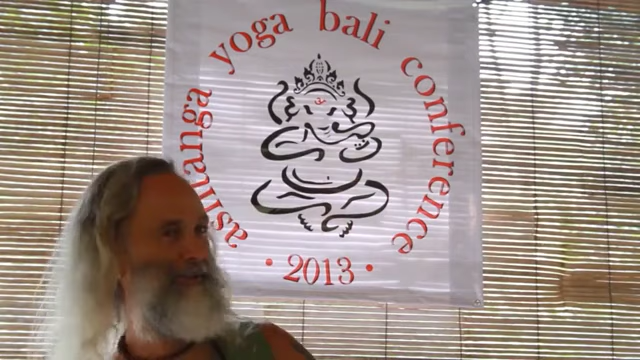 ashtanga yoga bali conference
• 2013 •